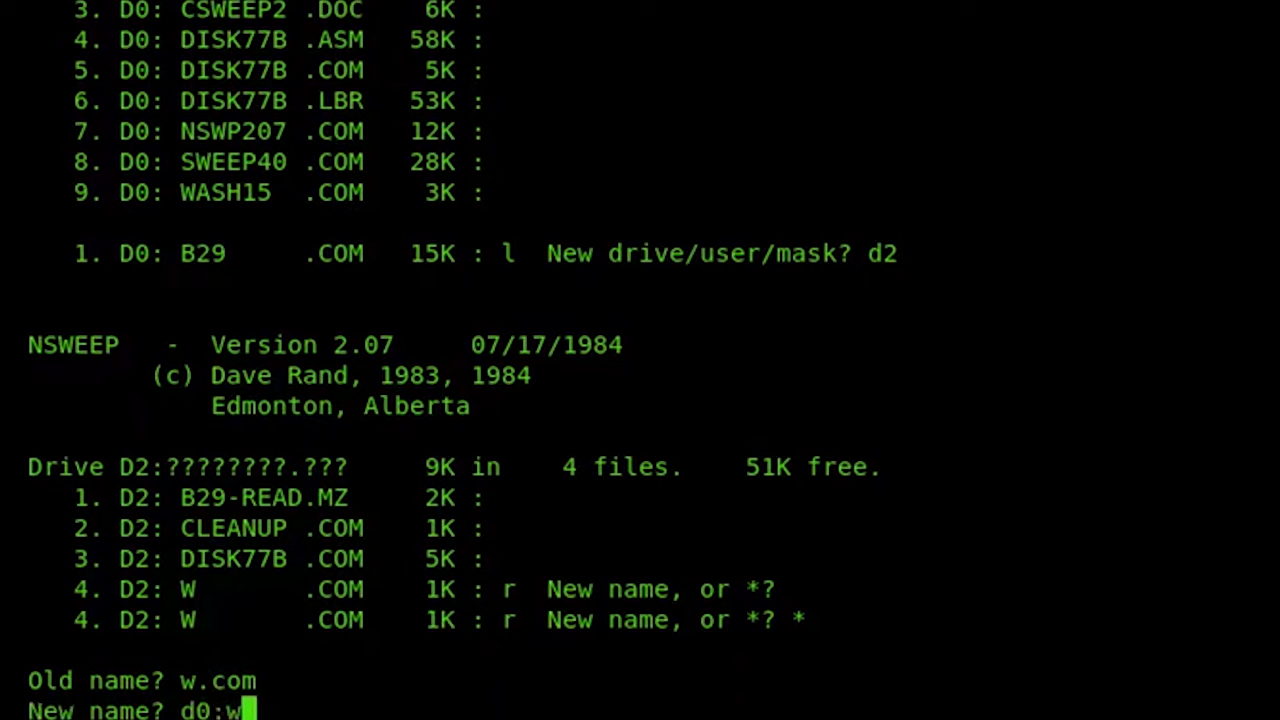 3. D0: CSWEEP2 .DOC 6K :
4. D0: DISK77B .ASM 58K :
5. D0: DISK77B .COM 5K :
6. D0: DISK77B .LBR 53K :
7. D0: NSWP207 .COM 12K :
8. D0: SWEEP40 .COM 28K :
9. D0: WASH15 .COM 3K :
1. D0: B29 .COM 15K : l New drive/user/mask? d2
NSWEEP - Version 2.07 07/17/1984
(c) Dave Rand, 1983, 1984
Edmonton, Alberta
Drive D2:????????.??? 9K in 4 files. 51K free.
1. D2: B29-READ.MZ 2K :
2. D2: CLEANUP .COM 1K :
3. D2: DISK77B .COM 5K :
4. D2: W .COM 1K : r New name, or *?
4. D2: W .COM 1K : r New name, or *? *
Old name? w.com
New name? d0:w